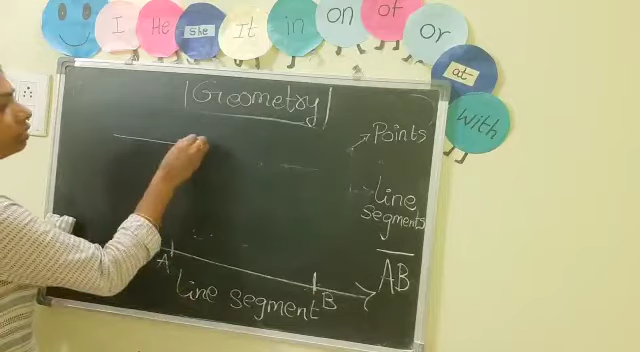 I
He
she
It
in
on
of
or
at
with
Geometry
Points
line
segments
AB
A
B
line segment